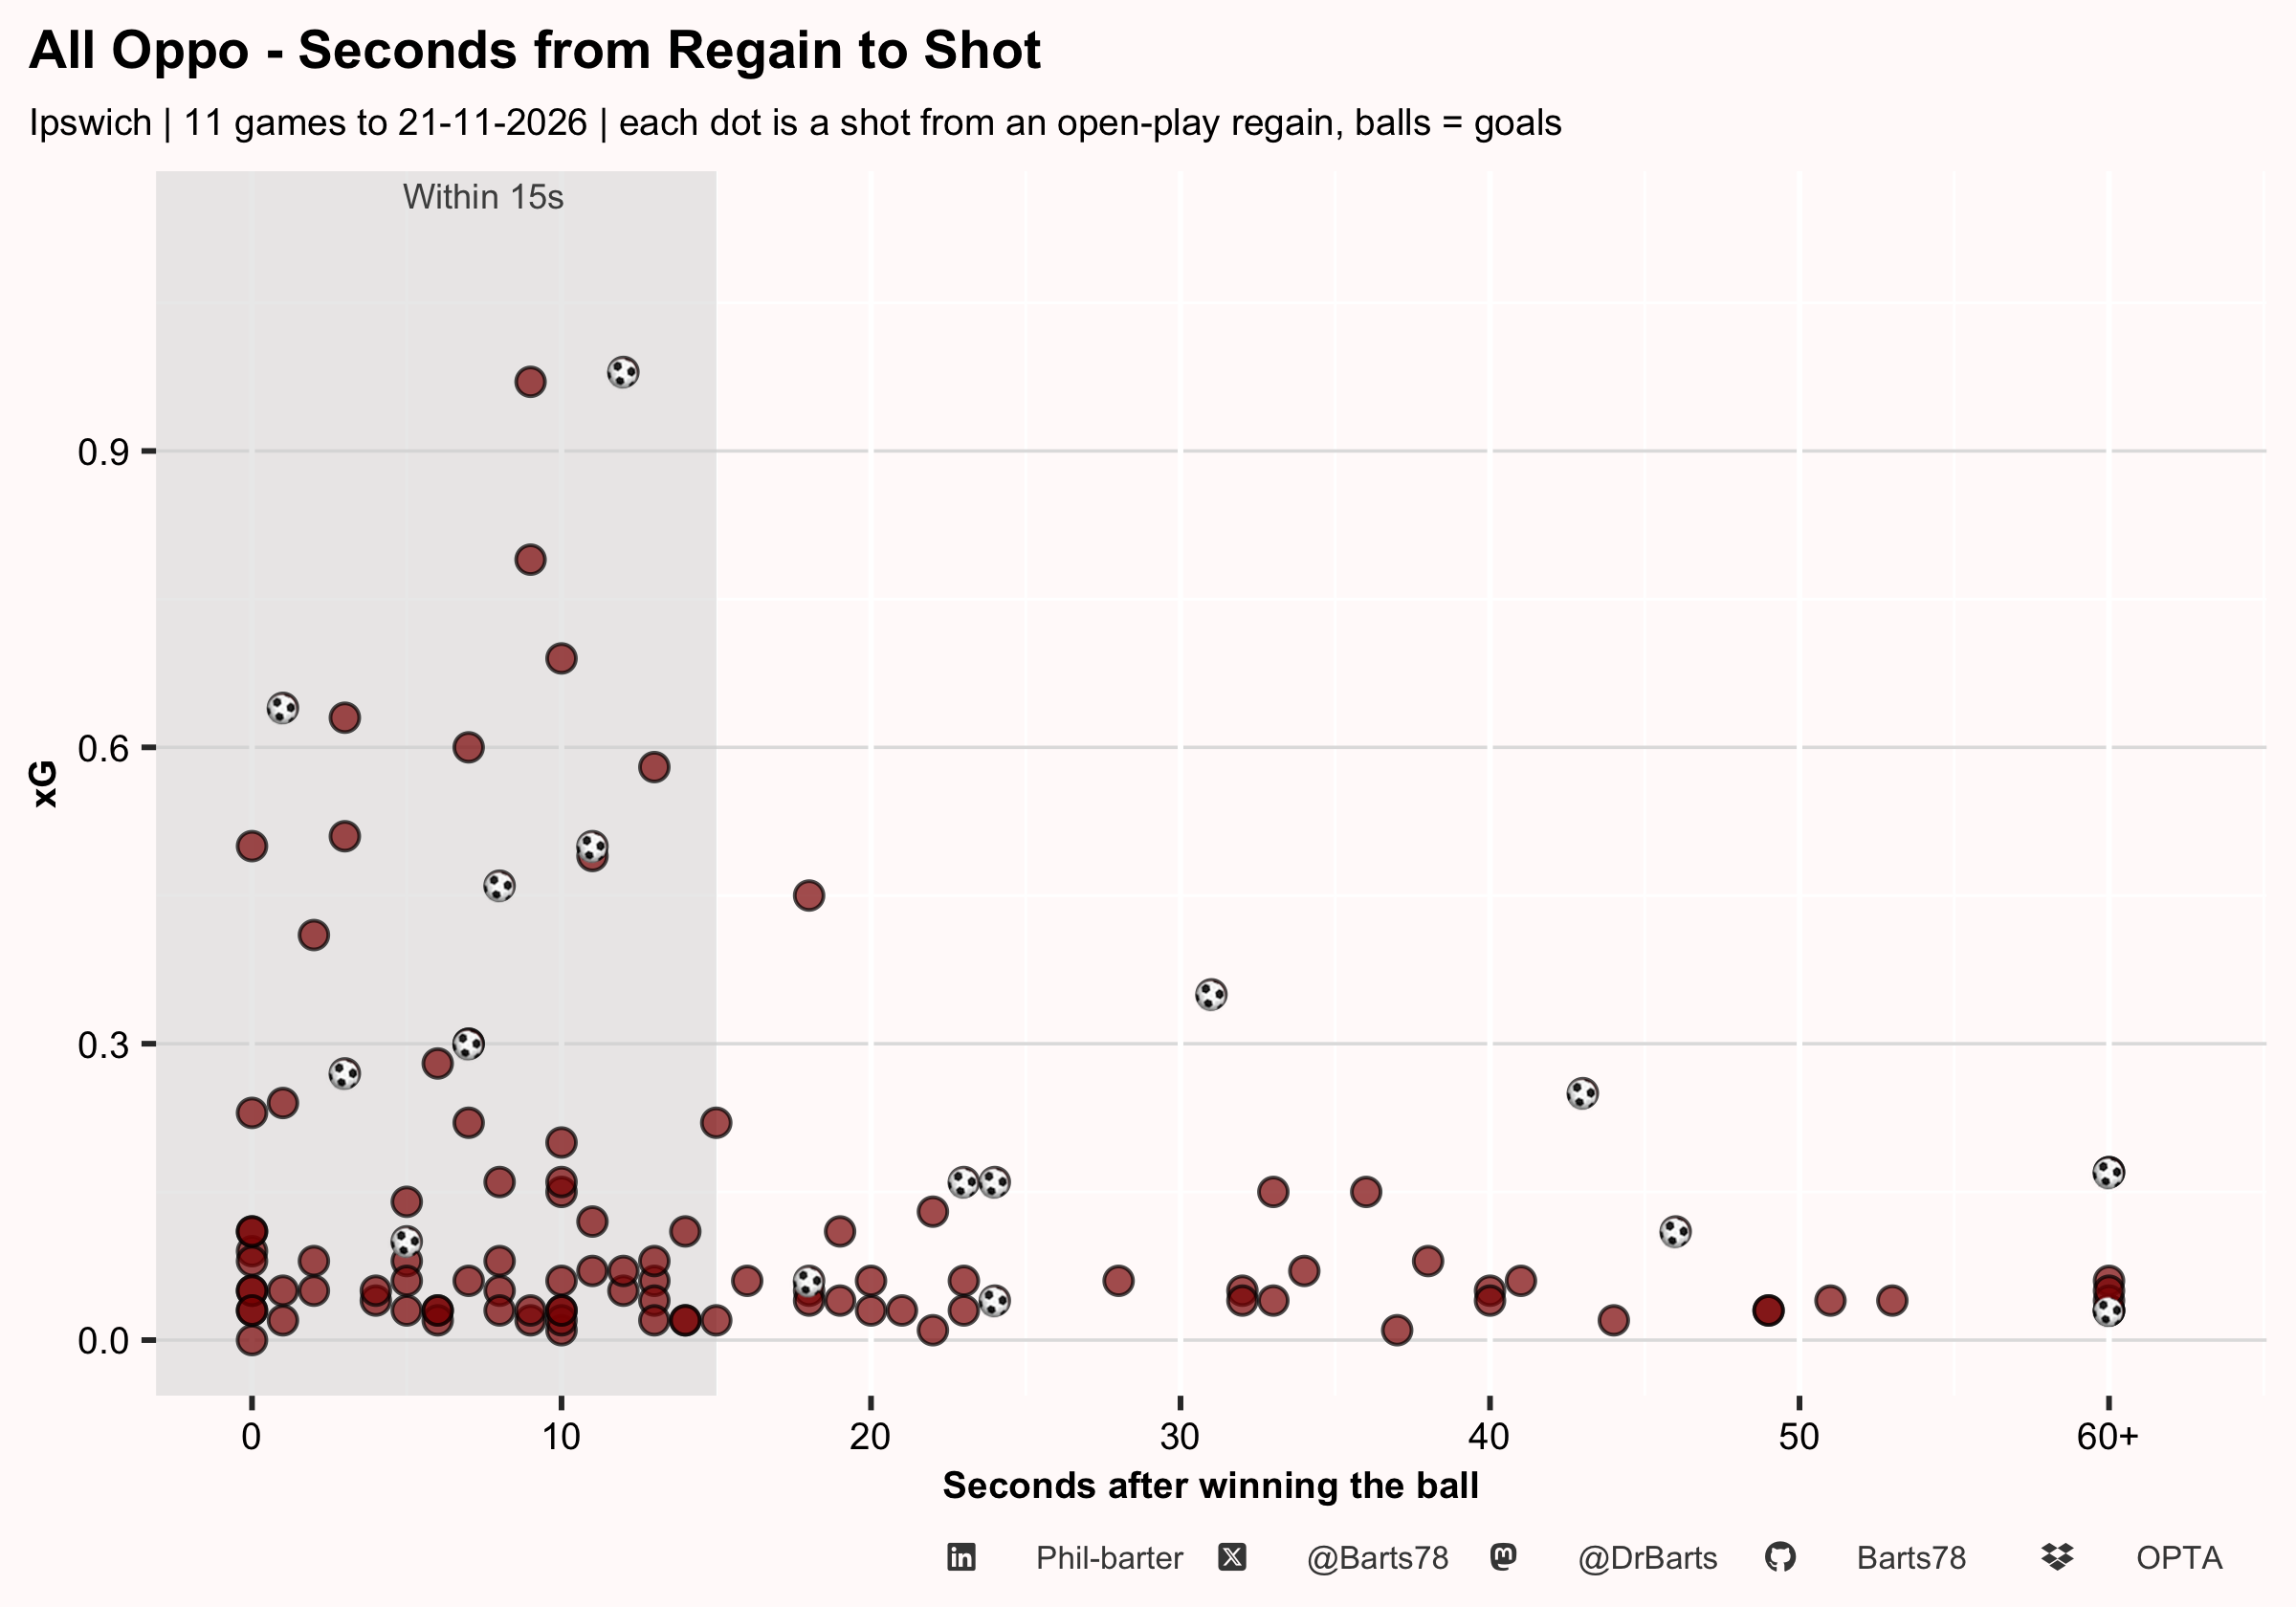 All Oppo - Seconds from Regain to Shot
Ipswich | 11 games to 21-11-2026 | each dot is a shot from an open-play regain, balls = goals
Within 15s
0.9
0.6
xG
0.3
0.0
0 10 20 30 40 50 60+
Seconds after winning the ball
Phil-barter @Barts78 @DrBarts Barts78 OPTA